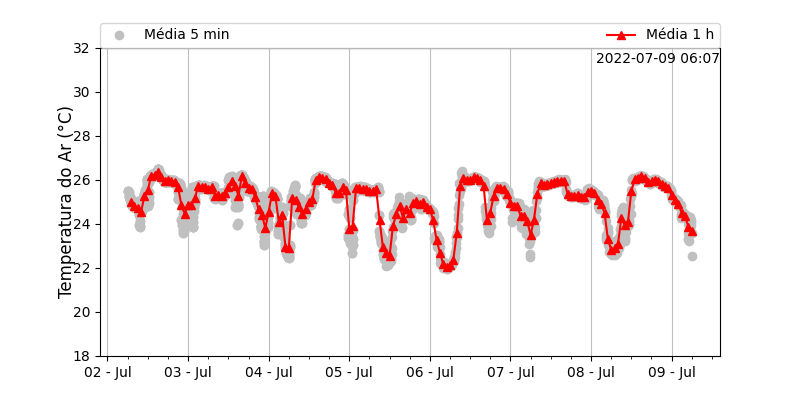 Média 5 min
Média 1 h
2022-07-09 06:07
Temperatura do Ar (°C)
32
30
28
26
24
22
20
18
02 - Jul
03 - Jul
04 - Jul
05 - Jul
06 - Jul
07 - Jul
08 - Jul
09 - Jul